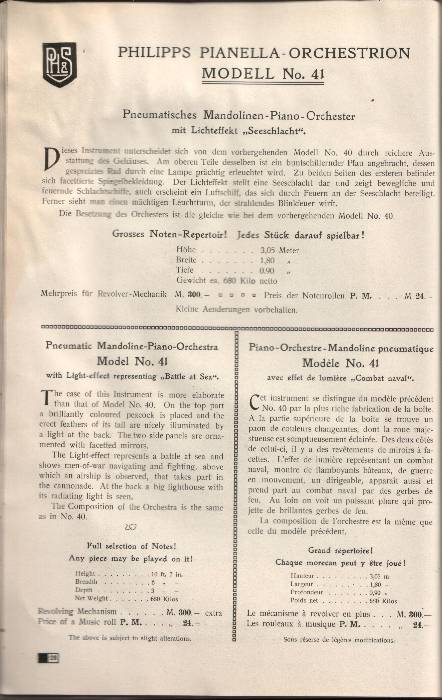 PH&S
PHILIPPS PIANELLA-ORCHESTRION
MODELL No. 41
Pneumatisches Mandolinen-Piano-Orchester
mit Lichteffekt „Seeschlacht“.
Dieses Instrument unterscheidet sich von dem vorhergehenden Modell No. 40 durch reichere Aus-
stattung des Gehäuses. Am oberen Teile desselben ist ein buntschillernder Pfau angebracht, dessen
gespreiztes Rad durch eine Lampe prächtig erleuchtet wird. Zu beiden Seiten des ersteren befindet
sich facettierte Spiegelbekleidung. Der Lichteffekt stellt eine Seeschlacht dar und zeigt bewegliche und
feuernde Schlachtschiffe, auch erscheint ein Luftschiff, das sich durch Feuern an der Seeschlacht beteiligt.
Ferner sieht man einen mächtigen Leuchtturm, der strahlendes Blinkfeuer wirft.
Die Besetzung des Orchesters ist die gleiche wie bei dem vorhergehenden Modell No. 40.
Grosses Noten-Repertoir! Jedes Stück darauf spielbar!
Höhe . . . . . . . . 3,05 Meter
Breite . . . . . . . 1,80 „
Tiefe . . . . . . . 0,90 „
Gewicht ca. 680 Kilo netto
Mehrpreis für Revolver-Mechanik M. 300.— Preis der Notenrollen P. M. . . . M 24.-
Kleine Aenderungen vorbehalten.
Pneumatic Mandoline-Piano-Orchestra
Model No. 41
with Light-effect representing „Battle at Sea“.
The case of this Instrument is more elaborate
than that of Model No. 40. On the top part
a brilliantly coloured peacock is placed and the
erect feathers of its tail are nicely illuminated by
a light at the back. The two side panels are orna-
mented with facetted mirrors.
The Light-effect represents a battle at sea and
shows men-of-war navigating and fighting, above
which an airship is observed, that takes part in
the cannonade. At the back a big lighthouse with
its radiating light is seen.
The Composition of the Orchestra is the same
as in No. 40.
Full selection of Notes!
Any piece may be played on it!
Height . . . . . . . . . 10 ft. 2 in.
Breadth . . . . . . . . 6 „
Depth . . . . . . . . . 3 „
Net Weight . . . . . . . 680 Kilos
Revolving Mechanism . . . . . . . M. 300.— extra
Price of a Music roll P. M. . . . . „ 24.—
The above is subject to slight alterations.
Piano-Orchestre-Mandoline pneumatique
Modèle No. 41
avec effet de lumière „Combat naval“.
Cet instrument se distingue du modèle précédent
No. 40 par la plus riche fabrication de la boîte.
A la partie supérieure de la boîte se trouve un
paon de couleurs chaugeantes, dont la roue maje-
stueuse est somptueusement éclairée. Des deux côtés
de celui-ci, il y a des revêtements de miroirs à fa-
cettes. L'effet de lumière représentant un combat
naval, montre de flamboyants bâteaux, de guerre
en mouvement, un dirigeable, apparaît aussi et
prend part au combat naval par des gerbes de
feu. Au loin on voit un puissant phare qui pro-
jette de brillantes gerbes de feu.
La composition de l'orchestre est la même que
celle du modèle précédent.
Grand répertoire!
Chaque morceau peut y être joué!
Hauteur . . . . . . . . . . 3,05 m
Largeur . . . . . . . . . . 1,80 „
Profondeur . . . . . . . . 0,90 „
Poids net . . . . . . . . . 680 Kilos
Le mécanisme à révolver en plus . . . M. 300.—
Les rouleaux à musique P. M. . . . . . „ 24.—
Sous réserve de légère modifications.